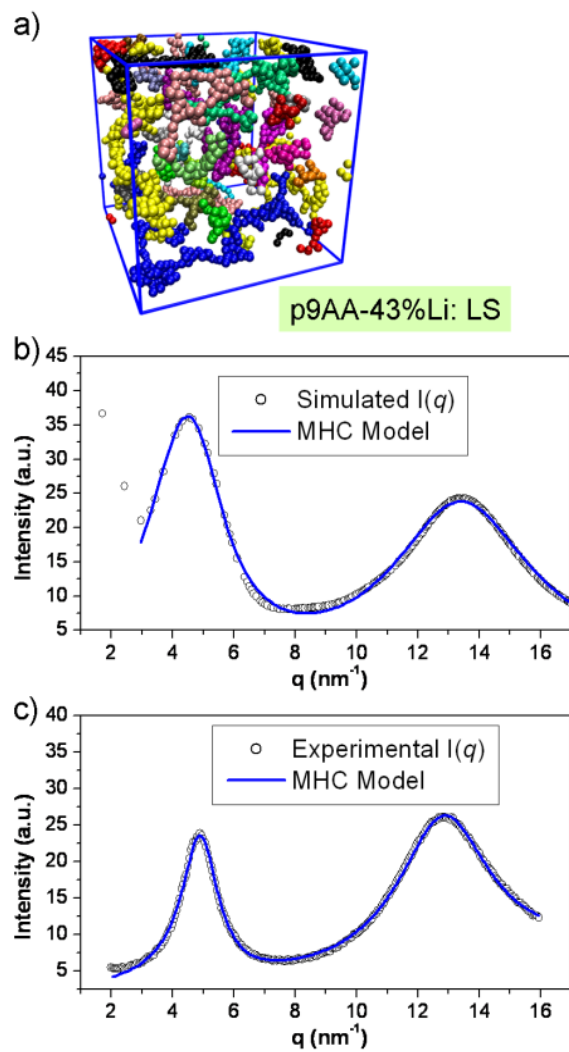 a)
p9AA-43%Li: LS
b)
45
40
35
30
25
20
15
10
5
Intensity (a.u.)
Simulated I(q)
MHC Model
0 2 4 6 8 10 12 14 16
q (nm⁻¹)
c)
40
35
30
25
20
15
10
5
Intensity (a.u.)
Experimental I(q)
MHC Model
0 2 4 6 8 10 12 14 16
q (nm⁻¹)